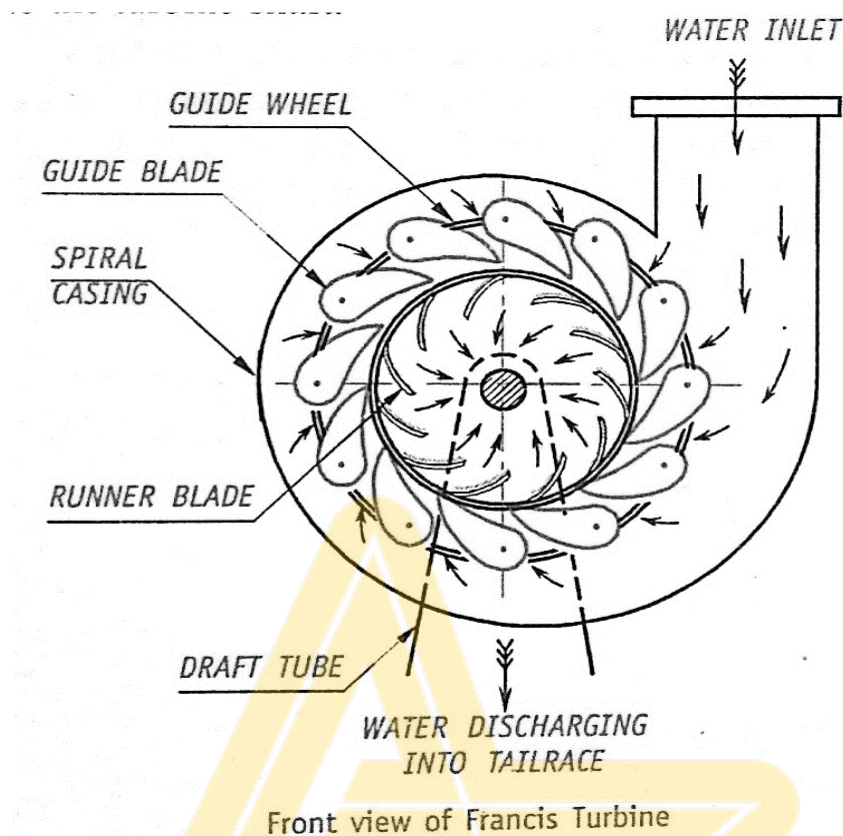 WATER INLET
GUIDE WHEEL
GUIDE BLADE
SPIRAL
CASING
RUNNER BLADE
DRAFT TUBE
WATER DISCHARGING
INTO TAILRACE
Front view of Francis Turbine